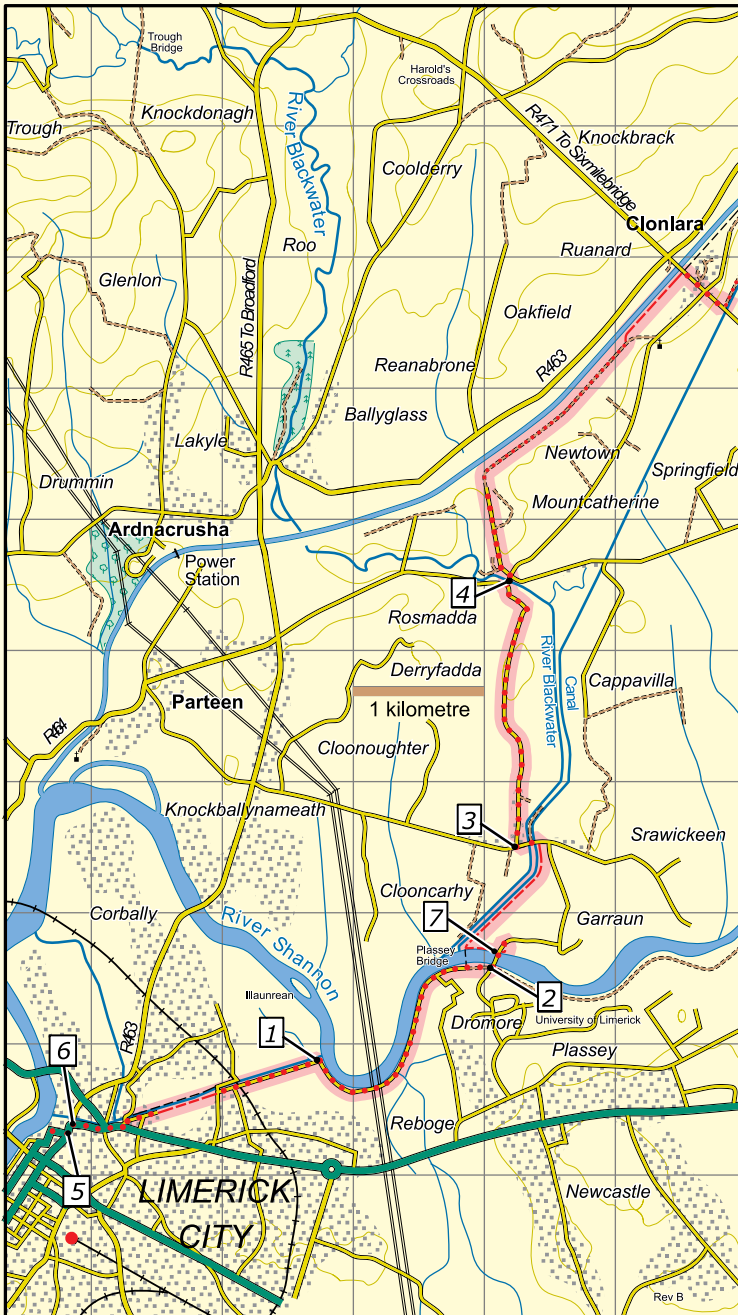 Trough
Bridge
Harold's
Crossroads
Knockdonagh
River Blackwater
Trough
R471 To Sixmilebridge
Knockbrack
Coolderry
Clonlara
Roo
Ruanard
Glenlon
R465 To Broadford
Oakfield
Reanabrone
R463
Ballyglass
Lakyle
Newtown
Springfield
Drummin
Mountcatherine
Ardnacrusha
Power
Station
4
Rosmadda
River Blackwater
Canal
Derryfadda
Cappavilla
Parteen
1 kilometre
R464
Cloonoughter
Knockballynameath
3
Srawickeen
Clooncarhy
Corbally
7
Garraun
River Shannon
Plassey
Bridge
Illaunrean
2
Dromore
University of Limerick
1
R463
6
Plassey
Reboge
5
LIMERICK
CITY
Newcastle
Rev B